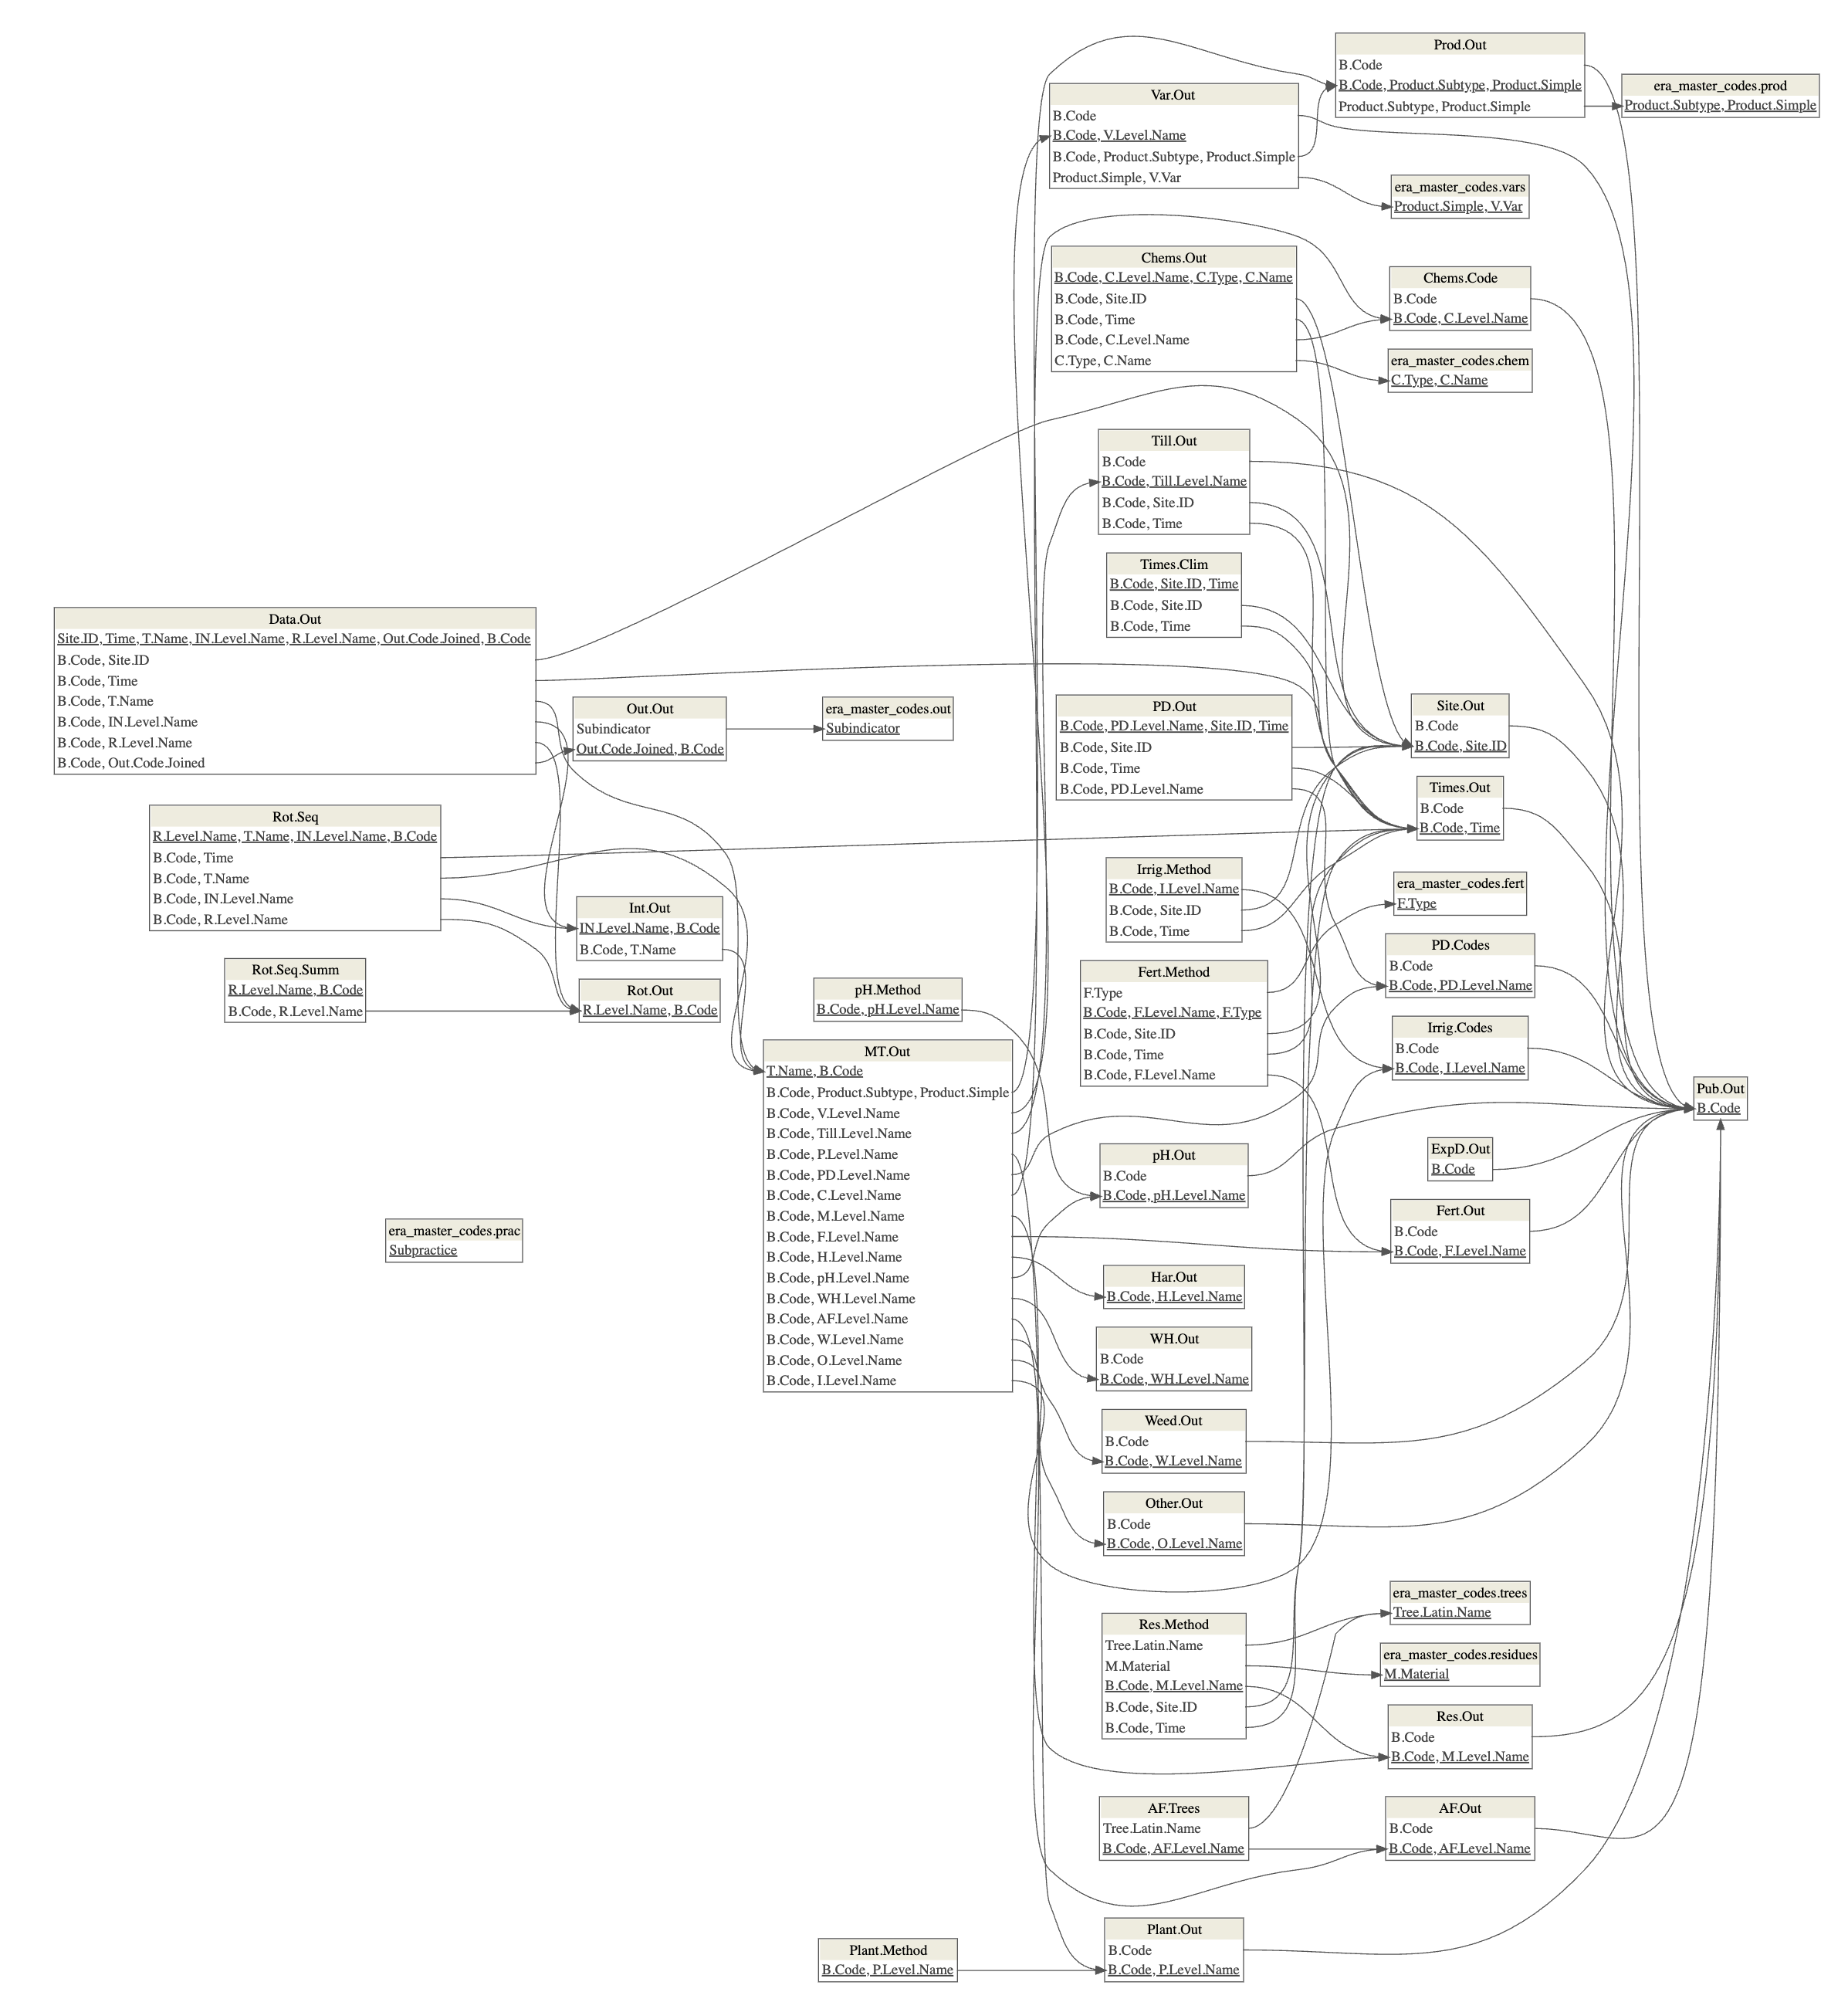 Prod.Out
B.Code
B.Code, Product.Subtype, Product.Simple
Product.Subtype, Product.Simple
era_master_codes.prod
Product.Subtype, Product.Simple
Var.Out
B.Code
B.Code, V.Level.Name
B.Code, Product.Subtype, Product.Simple
Product.Simple, V.Var
era_master_codes.vars
Product.Simple, V.Var
Chems.Out
B.Code, C.Level.Name, C.Type, C.Name
B.Code, Site.ID
B.Code, Time
B.Code, C.Level.Name
C.Type, C.Name
Chems.Code
B.Code
B.Code, C.Level.Name
era_master_codes.chem
C.Type, C.Name
Till.Out
B.Code
B.Code, Till.Level.Name
B.Code, Site.ID
B.Code, Time
Times.Clim
B.Code, Site.ID, Time
B.Code, Site.ID
B.Code, Time
Data.Out
Site.ID, Time, T.Name, IN.Level.Name, R.Level.Name, Out.Code.Joined, B.Code
B.Code, Site.ID
B.Code, Time
B.Code, T.Name
B.Code, IN.Level.Name
B.Code, R.Level.Name
B.Code, Out.Code.Joined
Out.Out
Subindicator
Out.Code.Joined, B.Code
era_master_codes.out
Subindicator
PD.Out
B.Code, PD.Level.Name, Site.ID, Time
B.Code, Site.ID
B.Code, Time
B.Code, PD.Level.Name
Site.Out
B.Code
B.Code, Site.ID
Times.Out
B.Code
B.Code, Time
Rot.Seq
R.Level.Name, T.Name, IN.Level.Name, B.Code
B.Code, Time
B.Code, T.Name
B.Code, IN.Level.Name
B.Code, R.Level.Name
Int.Out
IN.Level.Name, B.Code
B.Code, T.Name
Irrig.Method
B.Code, I.Level.Name
B.Code, Site.ID
B.Code, Time
era_master_codes.fert
F.Type
Rot.Seq.Summ
R.Level.Name, B.Code
B.Code, R.Level.Name
Rot.Out
R.Level.Name, B.Code
pH.Method
B.Code, pH.Level.Name
Fert.Method
F.Type
B.Code, F.Level.Name, F.Type
B.Code, Site.ID
B.Code, Time
B.Code, F.Level.Name
PD.Codes
B.Code
B.Code, PD.Level.Name
Irrig.Codes
B.Code
B.Code, I.Level.Name
MT.Out
T.Name, B.Code
B.Code, Product.Subtype, Product.Simple
B.Code, V.Level.Name
B.Code, Till.Level.Name
B.Code, P.Level.Name
B.Code, PD.Level.Name
B.Code, C.Level.Name
B.Code, M.Level.Name
B.Code, F.Level.Name
B.Code, H.Level.Name
B.Code, pH.Level.Name
B.Code, WH.Level.Name
B.Code, AF.Level.Name
B.Code, W.Level.Name
B.Code, O.Level.Name
B.Code, I.Level.Name
Pub.Out
B.Code
pH.Out
B.Code
B.Code, pH.Level.Name
ExpD.Out
B.Code
era_master_codes.prac
Subpractice
Fert.Out
B.Code
B.Code, F.Level.Name
Har.Out
B.Code, H.Level.Name
WH.Out
B.Code
B.Code, WH.Level.Name
Weed.Out
B.Code
B.Code, W.Level.Name
Other.Out
B.Code
B.Code, O.Level.Name
era_master_codes.trees
Tree.Latin.Name
Res.Method
Tree.Latin.Name
M.Material
B.Code, M.Level.Name
B.Code, Site.ID
B.Code, Time
era_master_codes.residues
M.Material
Res.Out
B.Code
B.Code, M.Level.Name
AF.Trees
Tree.Latin.Name
B.Code, AF.Level.Name
AF.Out
B.Code
B.Code, AF.Level.Name
Plant.Method
B.Code, P.Level.Name
Plant.Out
B.Code
B.Code, P.Level.Name